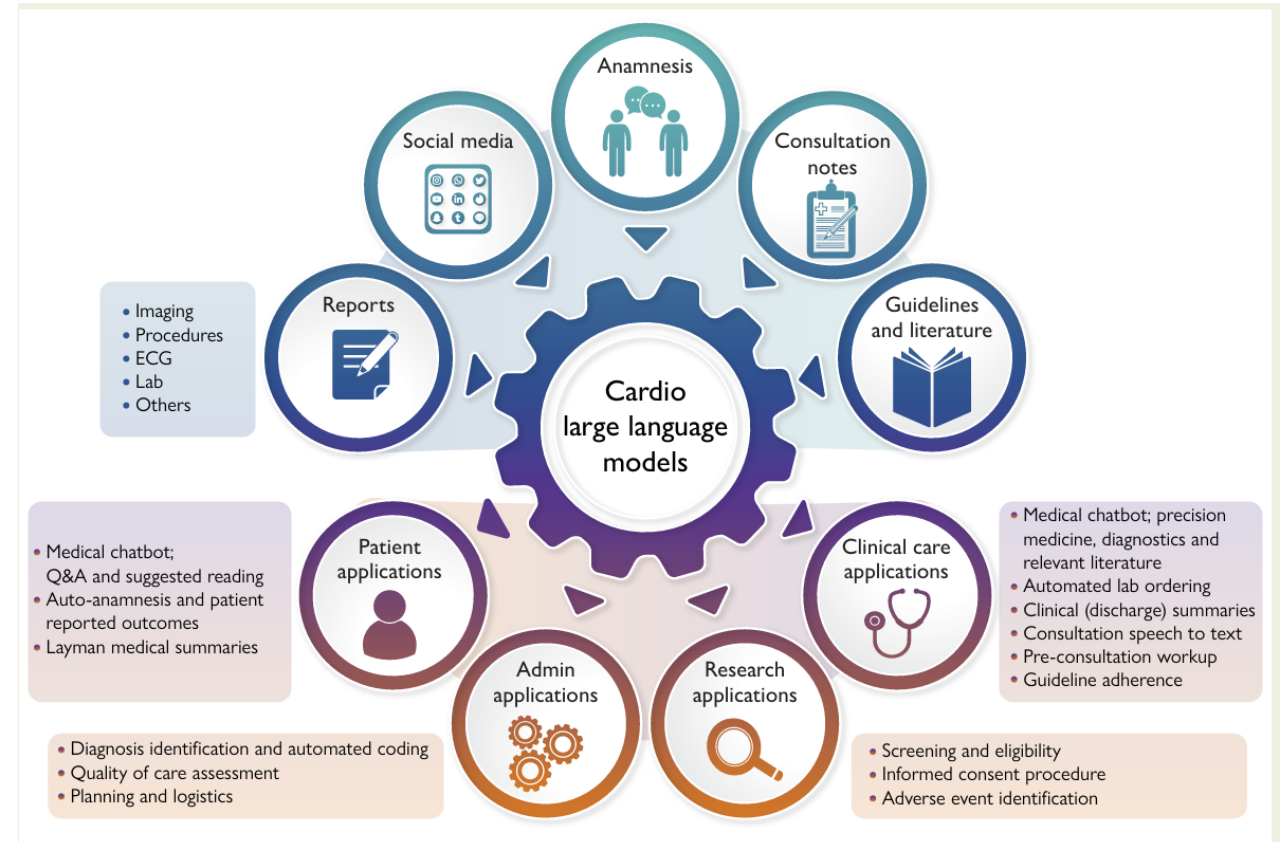 Anamnesis
Social media
Consultation
notes
Reports
• Imaging
• Procedures
• ECG
• Lab
• Others
Guidelines
and literature
Cardio
large language
models
Patient
applications
• Medical chatbot;
Q&A and suggested reading
• Auto-anamnesis and patient
reported outcomes
• Layman medical summaries
Clinical care
applications
• Medical chatbot; precision
medicine, diagnostics and
relevant literature
• Automated lab ordering
• Clinical (discharge) summaries
• Consultation speech to text
• Pre-consultation workup
• Guideline adherence
Admin
applications
• Diagnosis identification and automated coding
• Quality of care assessment
• Planning and logistics
Research
applications
• Screening and eligibility
• Informed consent procedure
• Adverse event identification